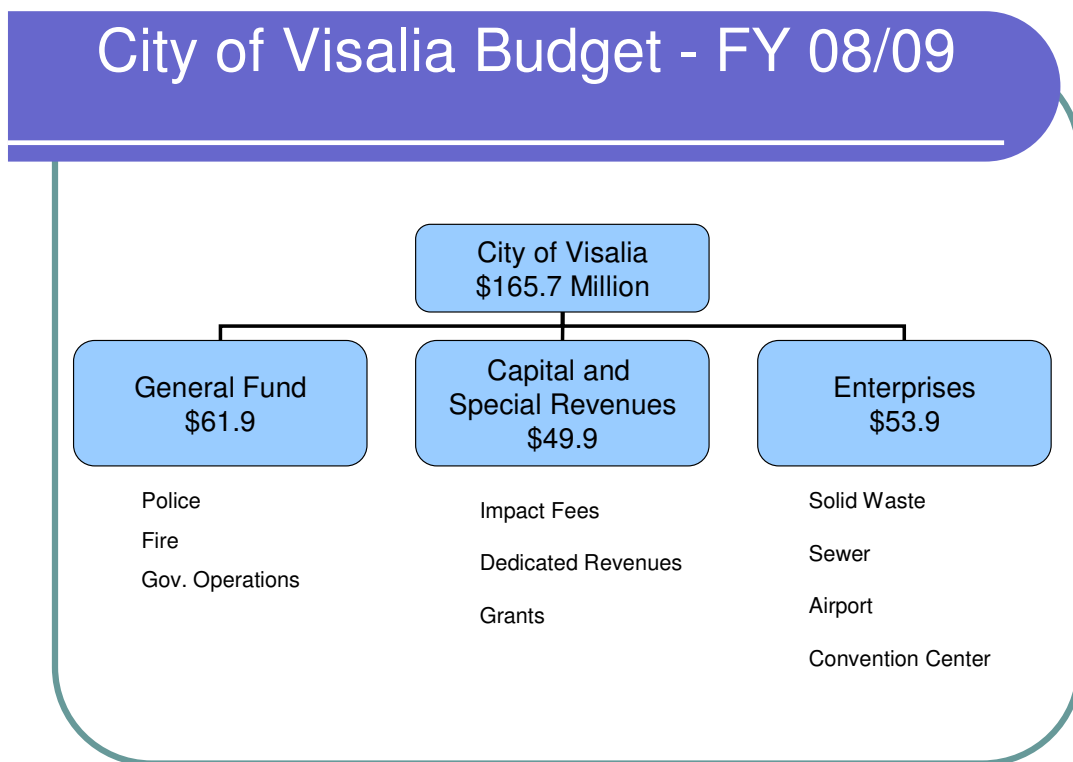 City of Visalia Budget - FY 08/09
City of Visalia
$165.7 Million
General Fund
$61.9
Capital and
Special Revenues
$49.9
Enterprises
$53.9
Police
Fire
Gov. Operations
Impact Fees
Dedicated Revenues
Grants
Solid Waste
Sewer
Airport
Convention Center